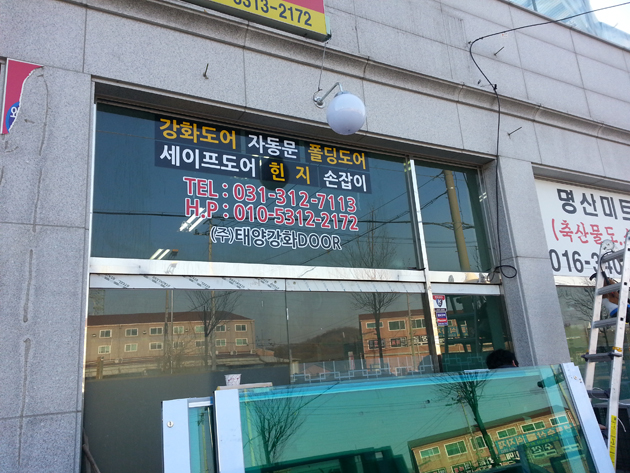 313-2172
강화도어 자동문 폴딩도어
세이프도어 힌지 손잡이
TEL : 031-312-7113
H·P : 010-5312-2172
(주)태양강화DOOR
명산미트
(축산물도
016-340